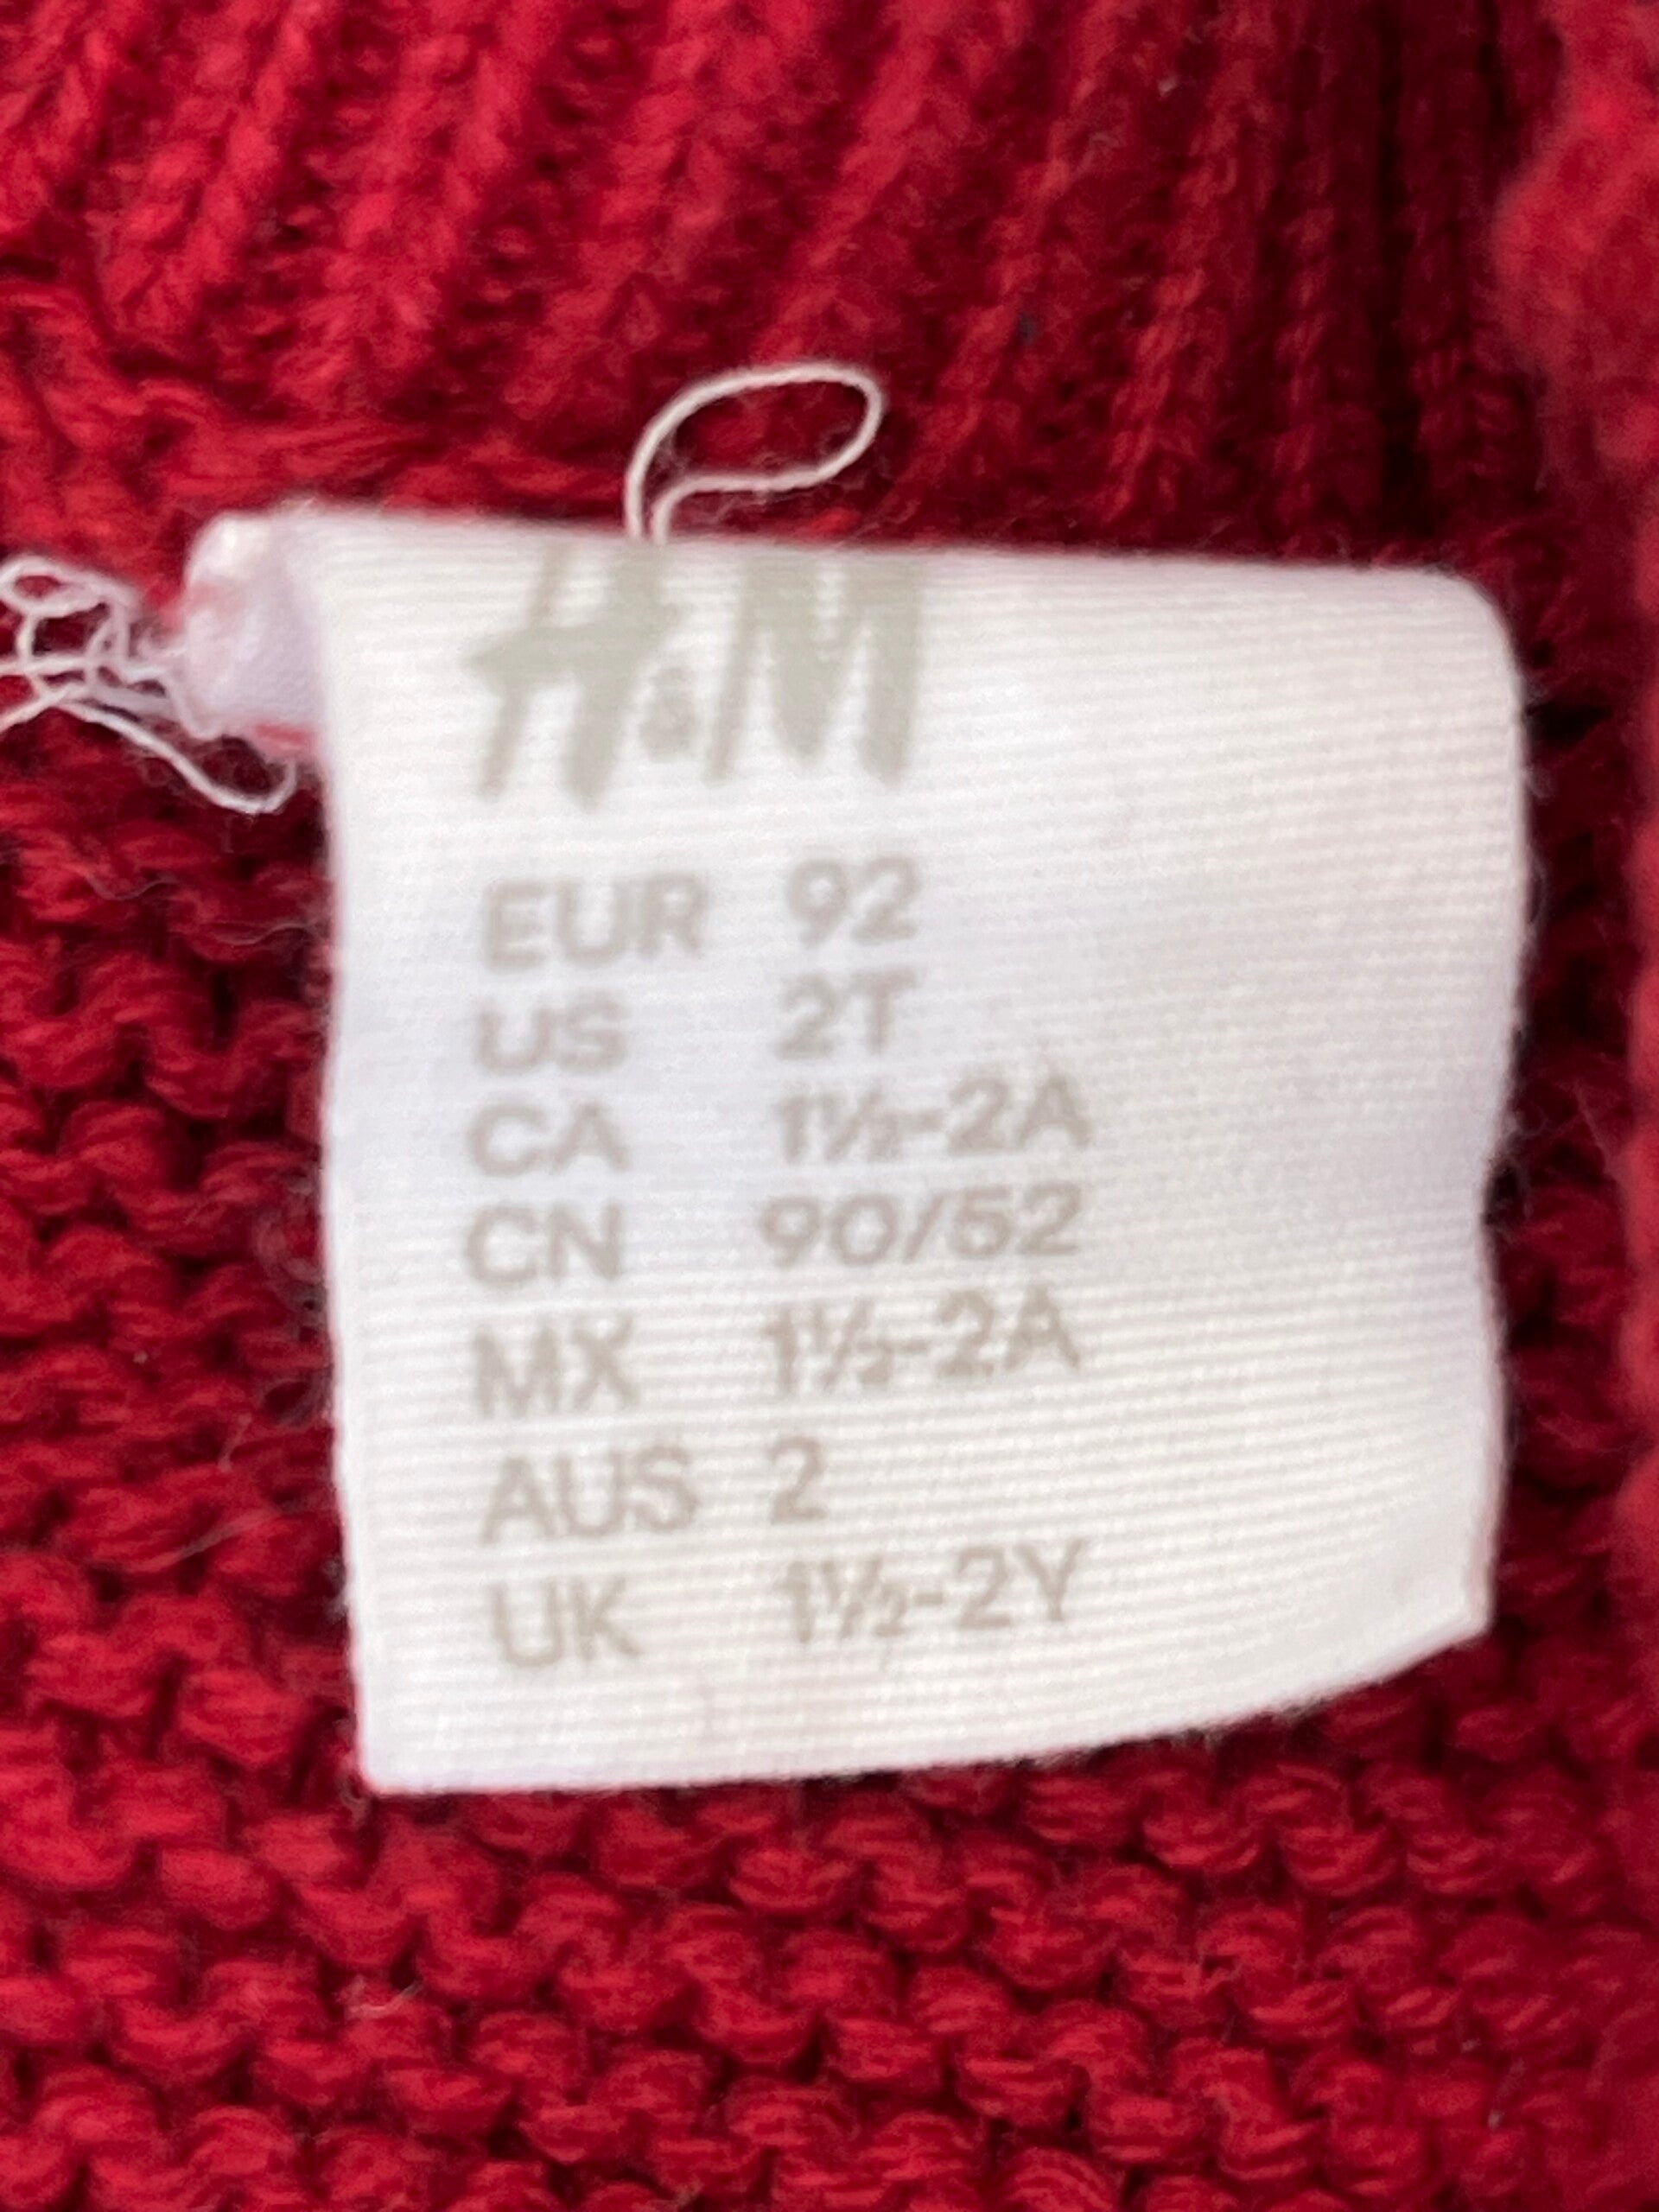 H&M
EUR 92
US 2T
CA 1½-2A
CN 90/52
MX 1½-2A
AUS 2
UK 1½-2Y